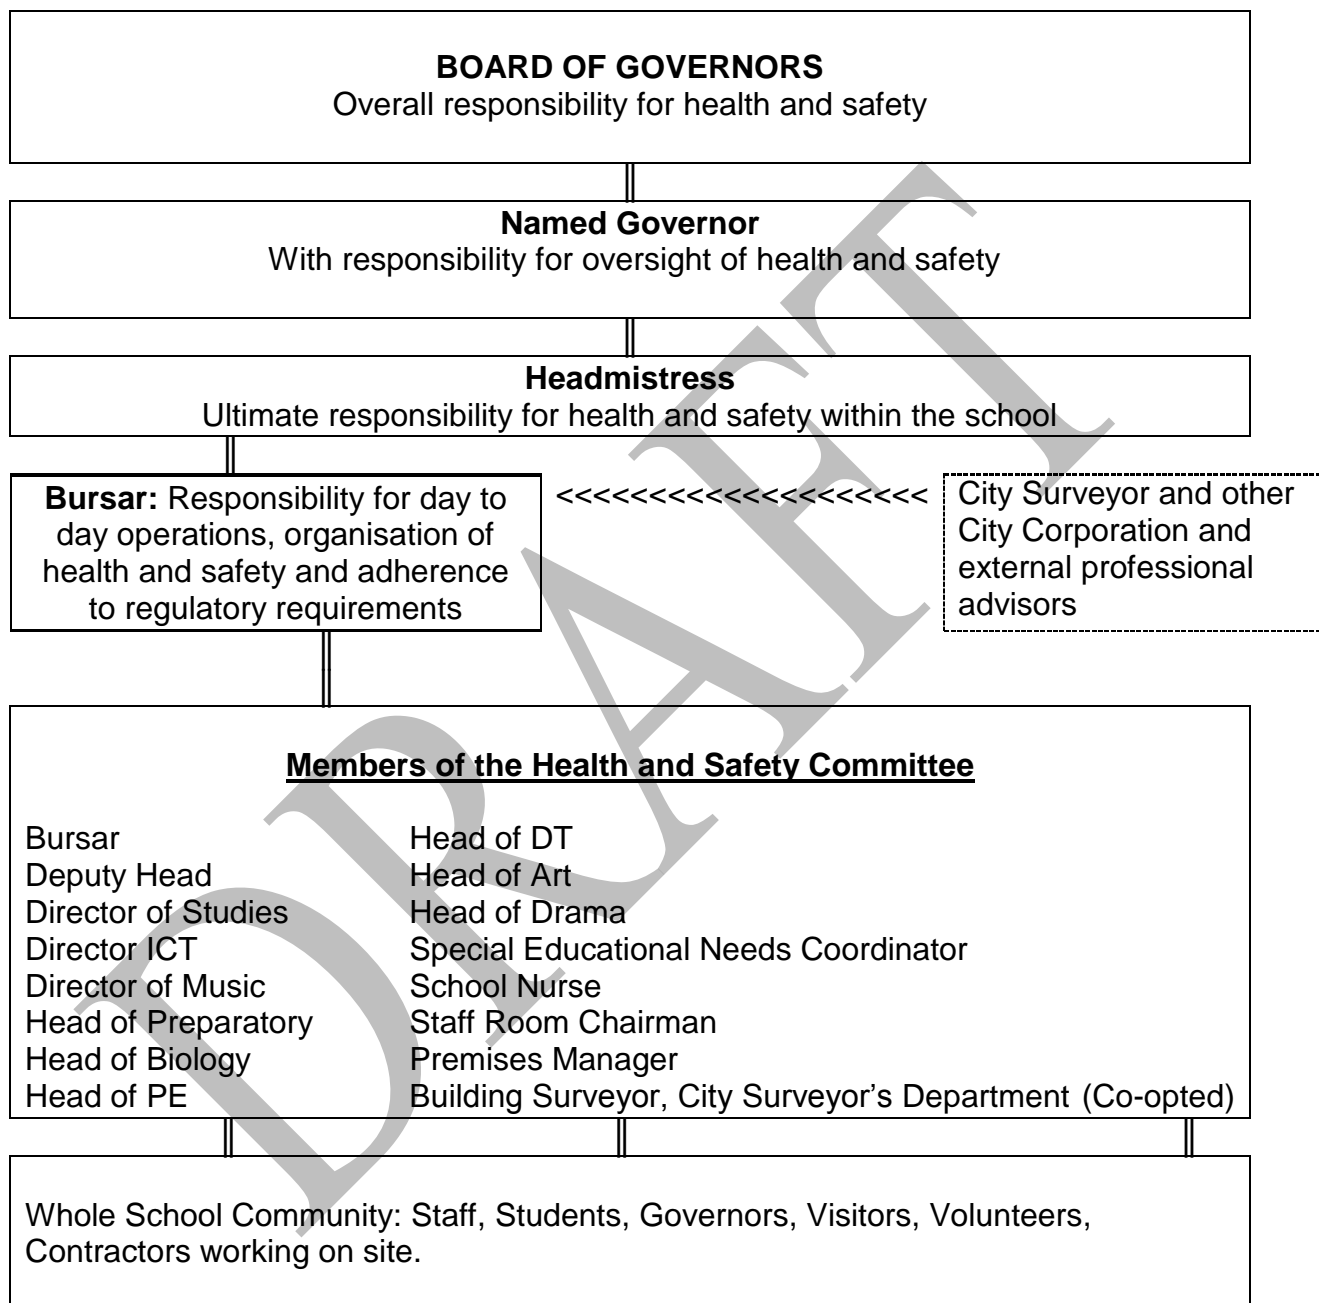 BOARD OF GOVERNORS
Overall responsibility for health and safety
Named Governor
With responsibility for oversight of health and safety
Headmistress
Ultimate responsibility for health and safety within the school
Bursar: Responsibility for day to
day operations, organisation of
health and safety and adherence
to regulatory requirements
<<<<<<<<<<<<<<<<<<<<
City Surveyor and other
City Corporation and
external professional
advisors
Members of the Health and Safety Committee
Bursar
Deputy Head
Director of Studies
Director ICT
Director of Music
Head of Preparatory
Head of Biology
Head of PE
Head of DT
Head of Art
Head of Drama
Special Educational Needs Coordinator
School Nurse
Staff Room Chairman
Premises Manager
Building Surveyor, City Surveyor’s Department (Co-opted)
Whole School Community: Staff, Students, Governors, Visitors, Volunteers,
Contractors working on site.
DRAFT